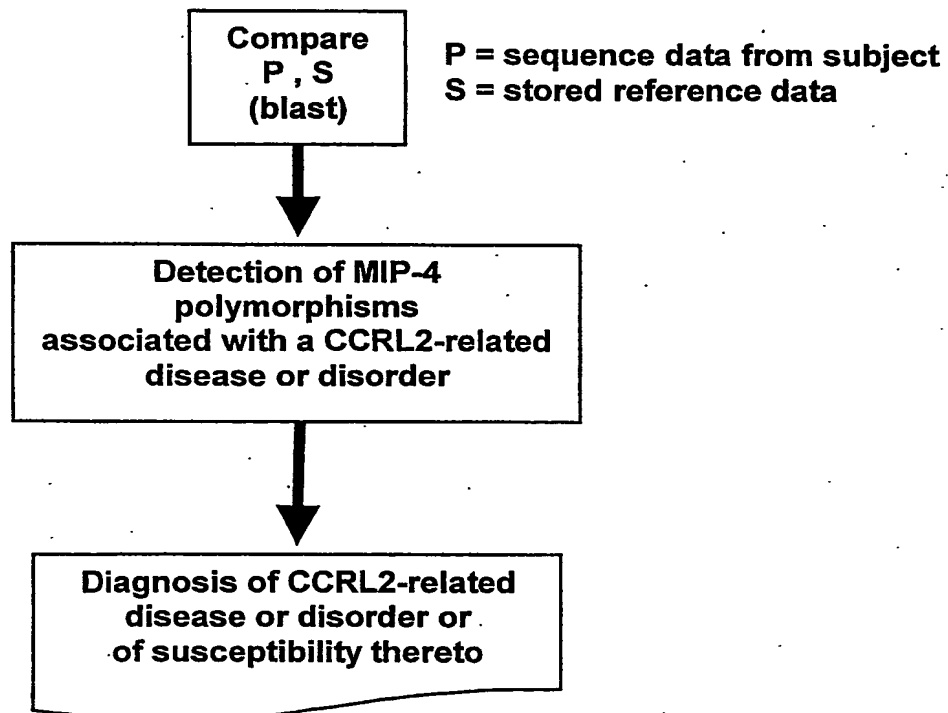 Compare
P , S
(blast)
P = sequence data from subject
S = stored reference data
Detection of MIP-4
polymorphisms
associated with a CCRL2-related
disease or disorder
Diagnosis of CCRL2-related
disease or disorder or
of susceptibility thereto